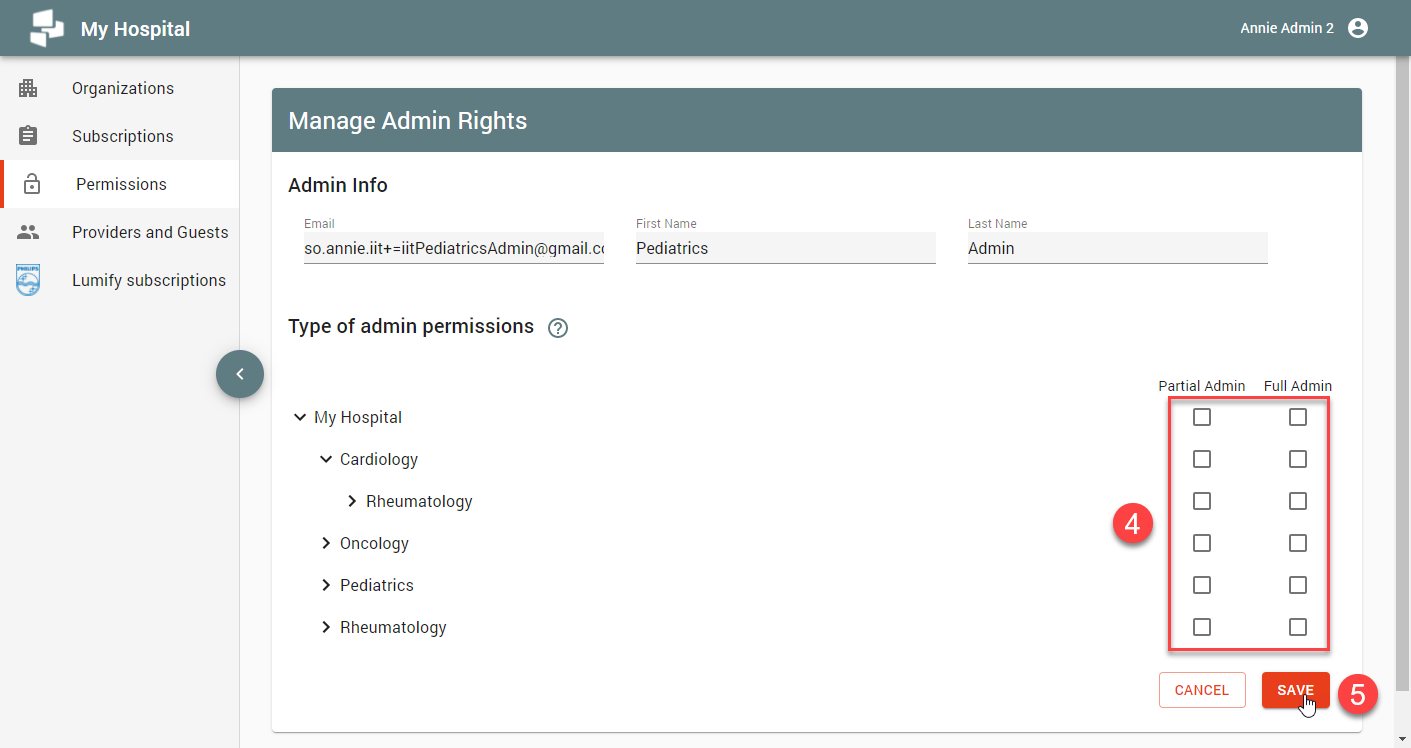 My Hospital
Annie Admin 2
Organizations
Subscriptions
Permissions
Providers and Guests
PHILIPS
Lumify subscriptions
Manage Admin Rights
Admin Info
Email
First Name
Last Name
so.annie.iit+=iitPediatricsAdmin@gmail.co
Pediatrics
Admin
Type of admin permissions ?
Partial Admin
Full Admin
My Hospital
Cardiology
Rheumatology
Oncology
Pediatrics
Rheumatology
4
CANCEL
SAVE
5